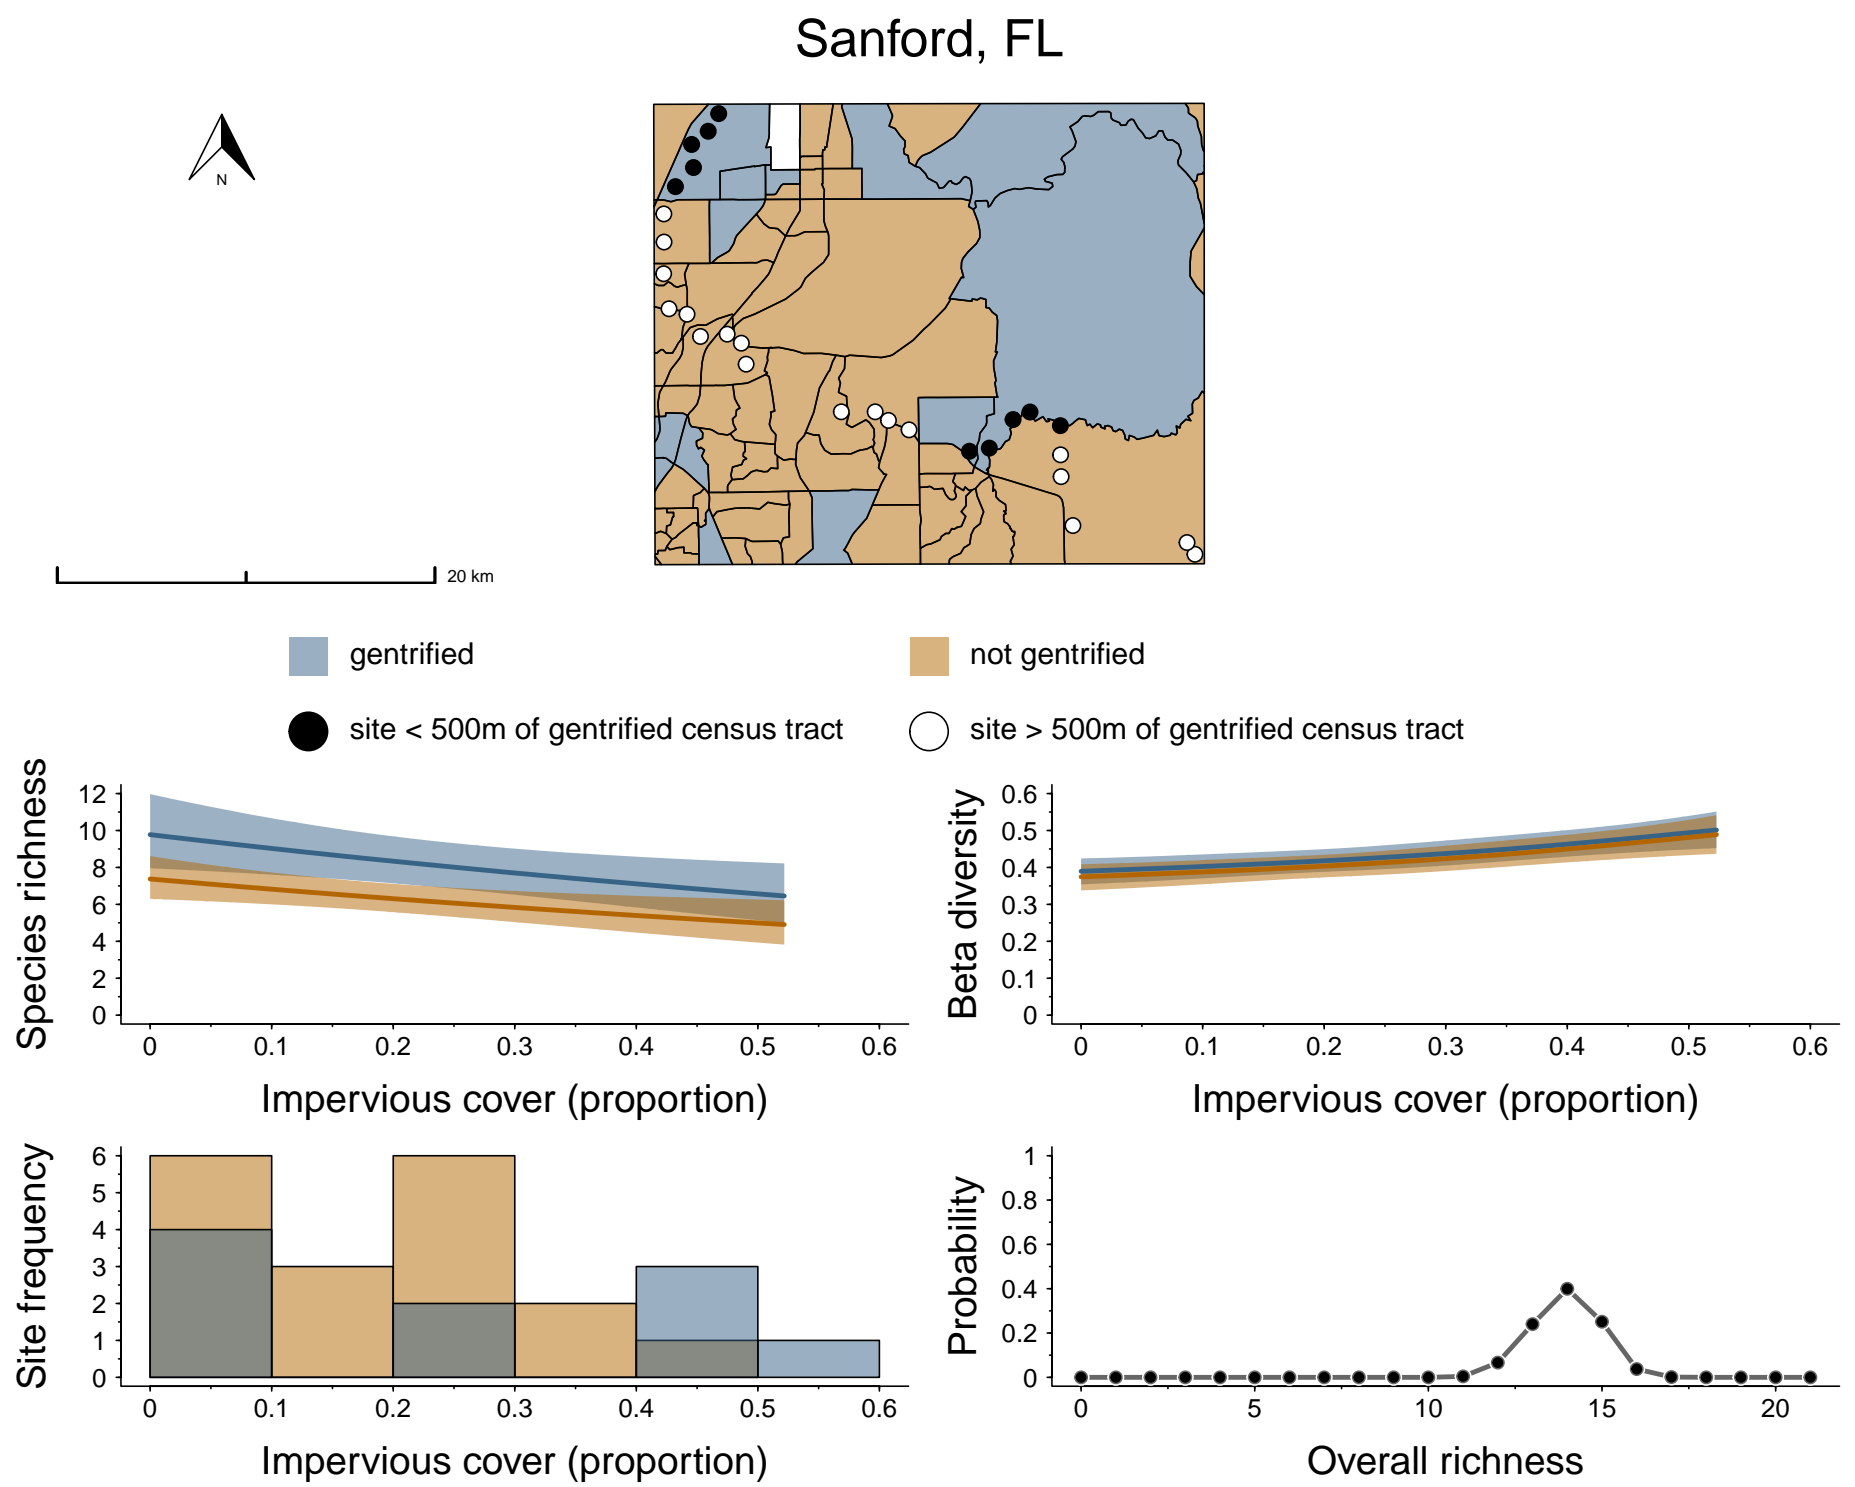 Sanford, FL
N
20 km
gentrified
not gentrified
site < 500m of gentrified census tract
site > 500m of gentrified census tract
Species richness
12
10
8
6
4
2
0
0 0.1 0.2 0.3 0.4 0.5 0.6
Impervious cover (proportion)
Beta diversity
0.6
0.5
0.4
0.3
0.2
0.1
0
0 0.1 0.2 0.3 0.4 0.5 0.6
Impervious cover (proportion)
Site frequency
6
5
4
3
2
1
0
0 0.1 0.2 0.3 0.4 0.5 0.6
Impervious cover (proportion)
Probability
1
0.8
0.6
0.4
0.2
0
0 5 10 15 20
Overall richness